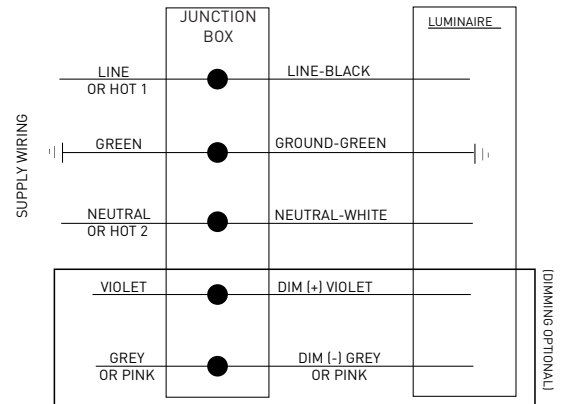 JUNCTION
BOX
LUMINAIRE
SUPPLY WIRING
LINE
OR HOT 1
LINE-BLACK
GREEN
GROUND-GREEN
NEUTRAL
OR HOT 2
NEUTRAL-WHITE
VIOLET
DIM (+) VIOLET
GREY
OR PINK
DIM (-) GREY
OR PINK
(DIMMING OPTIONAL)